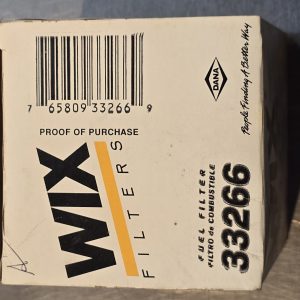 7 65809 33266 9
PROOF OF PURCHASE
WIX
FILTERS
DANA
People Finding A Better Way
FUEL FILTER
FILTRO de COMBUSTIBLE
33266